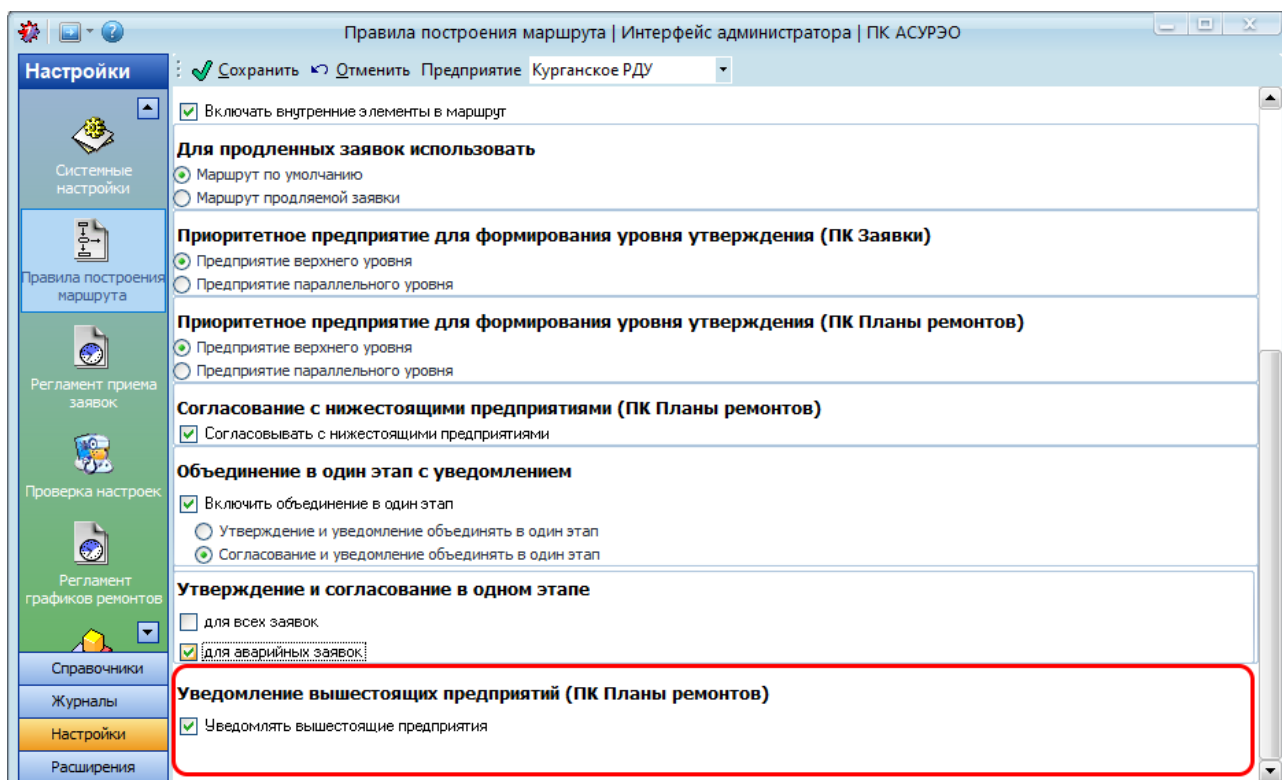 Правила построения маршрута | Интерфейс администратора | ПК АСУРЭО
Настройки
Сохранить Отменить Предприятие Курганское РДУ
Системные
настройки
Правила построения
маршрута
Регламент приема
заявок
Проверка настроек
Регламент
графиков ремонтов
Справочники
Журналы
Настройки
Расширения
Включать внутренние элементы в маршрут
Для продленных заявок использовать
Маршрут по умолчанию
Маршрут продляемой заявки
Приоритетное предприятие для формирования уровня утверждения (ПК Заявки)
Предприятие верхнего уровня
Предприятие параллельного уровня
Приоритетное предприятие для формирования уровня утверждения (ПК Планы ремонтов)
Предприятие верхнего уровня
Предприятие параллельного уровня
Согласование с нижестоящими предприятиями (ПК Планы ремонтов)
Согласовывать с нижестоящими предприятиями
Объединение в один этап с уведомлением
Включить объединение в один этап
Утверждение и уведомление объединять в один этап
Согласование и уведомление объединять в один этап
Утверждение и согласование в одном этапе
для всех заявок
для аварийных заявок
Уведомление вышестоящих предприятий (ПК Планы ремонтов)
Уведомлять вышестоящие предприятия